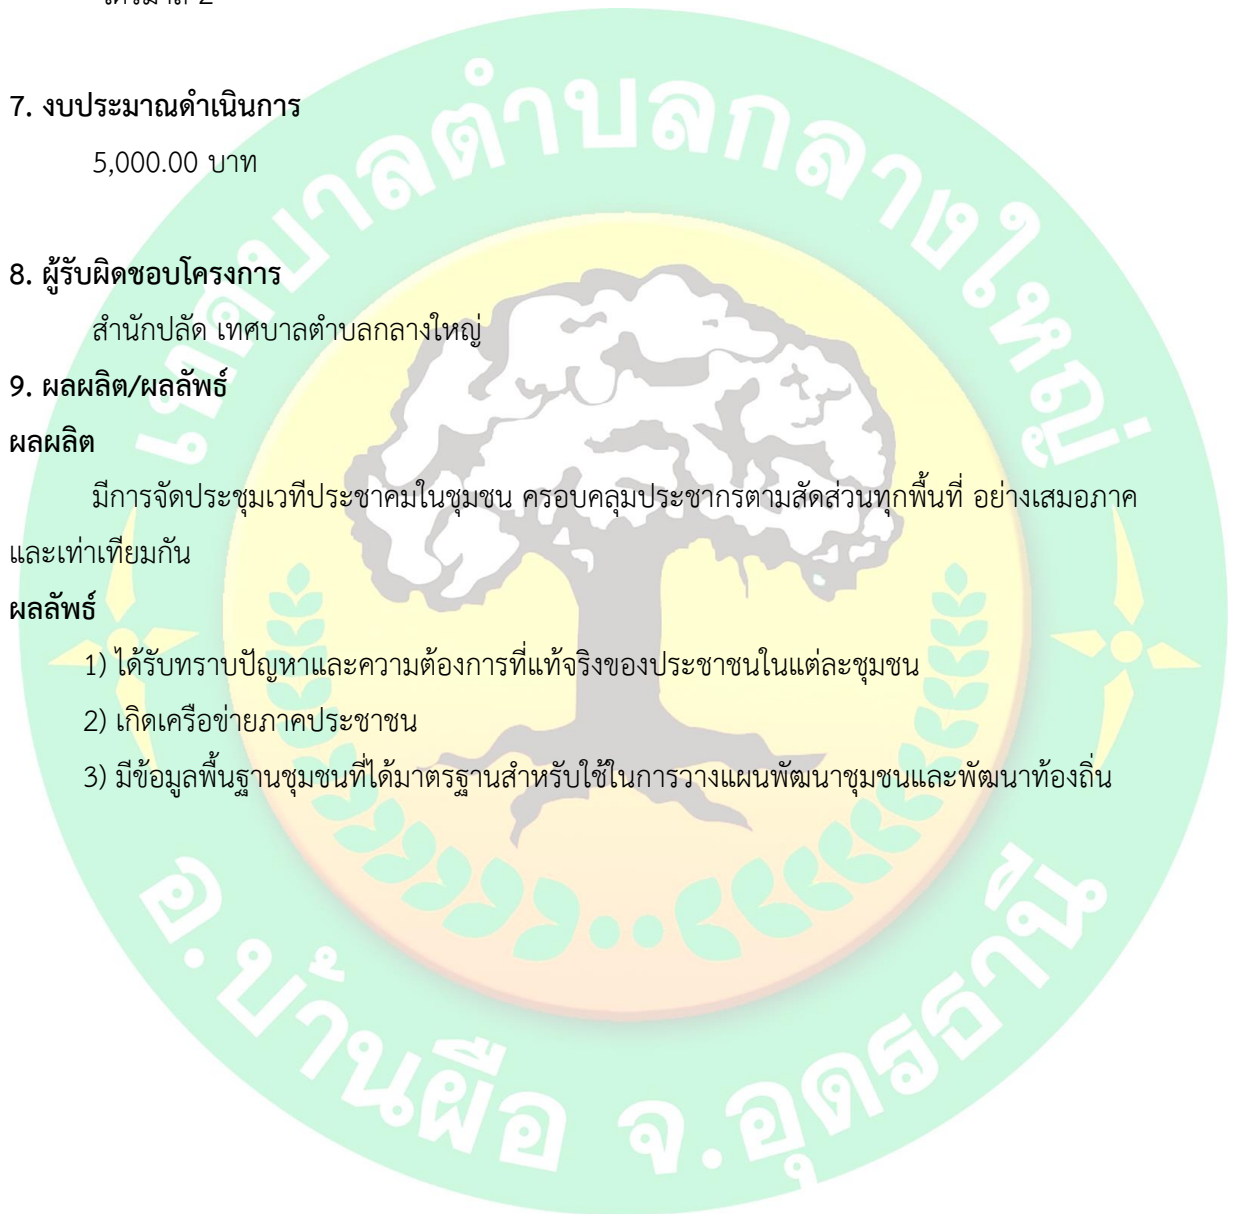 7. งบประมาณดำเนินการ
5,000.00 บาท
8. ผู้รับผิดชอบโครงการ
สำนักปลัด เทศบาลตำบลกลางใหญ่
9. ผลผลิต/ผลลัพธ์
ผลผลิต
มีการจัดประชุมเวทีประชาคมในชุมชน ครอบคลุมประชากรตามสัดส่วนทุกพื้นที่ อย่างเสมอภาค
และเท่าเทียมกัน
ผลลัพธ์
1) ได้รับทราบปัญหาและความต้องการที่แท้จริงของประชาชนในแต่ละชุมชน
2) เกิดเครือข่ายภาคประชาชน
3) มีข้อมูลพื้นฐานชุมชนที่ได้มาตรฐานสำหรับใช้ในการวางแผนพัฒนาชุมชนและพัฒนาท้องถิ่น
เทศบาลตำบลกลางใหญ่
อ.บ้านผือ จ.อุดรธานี